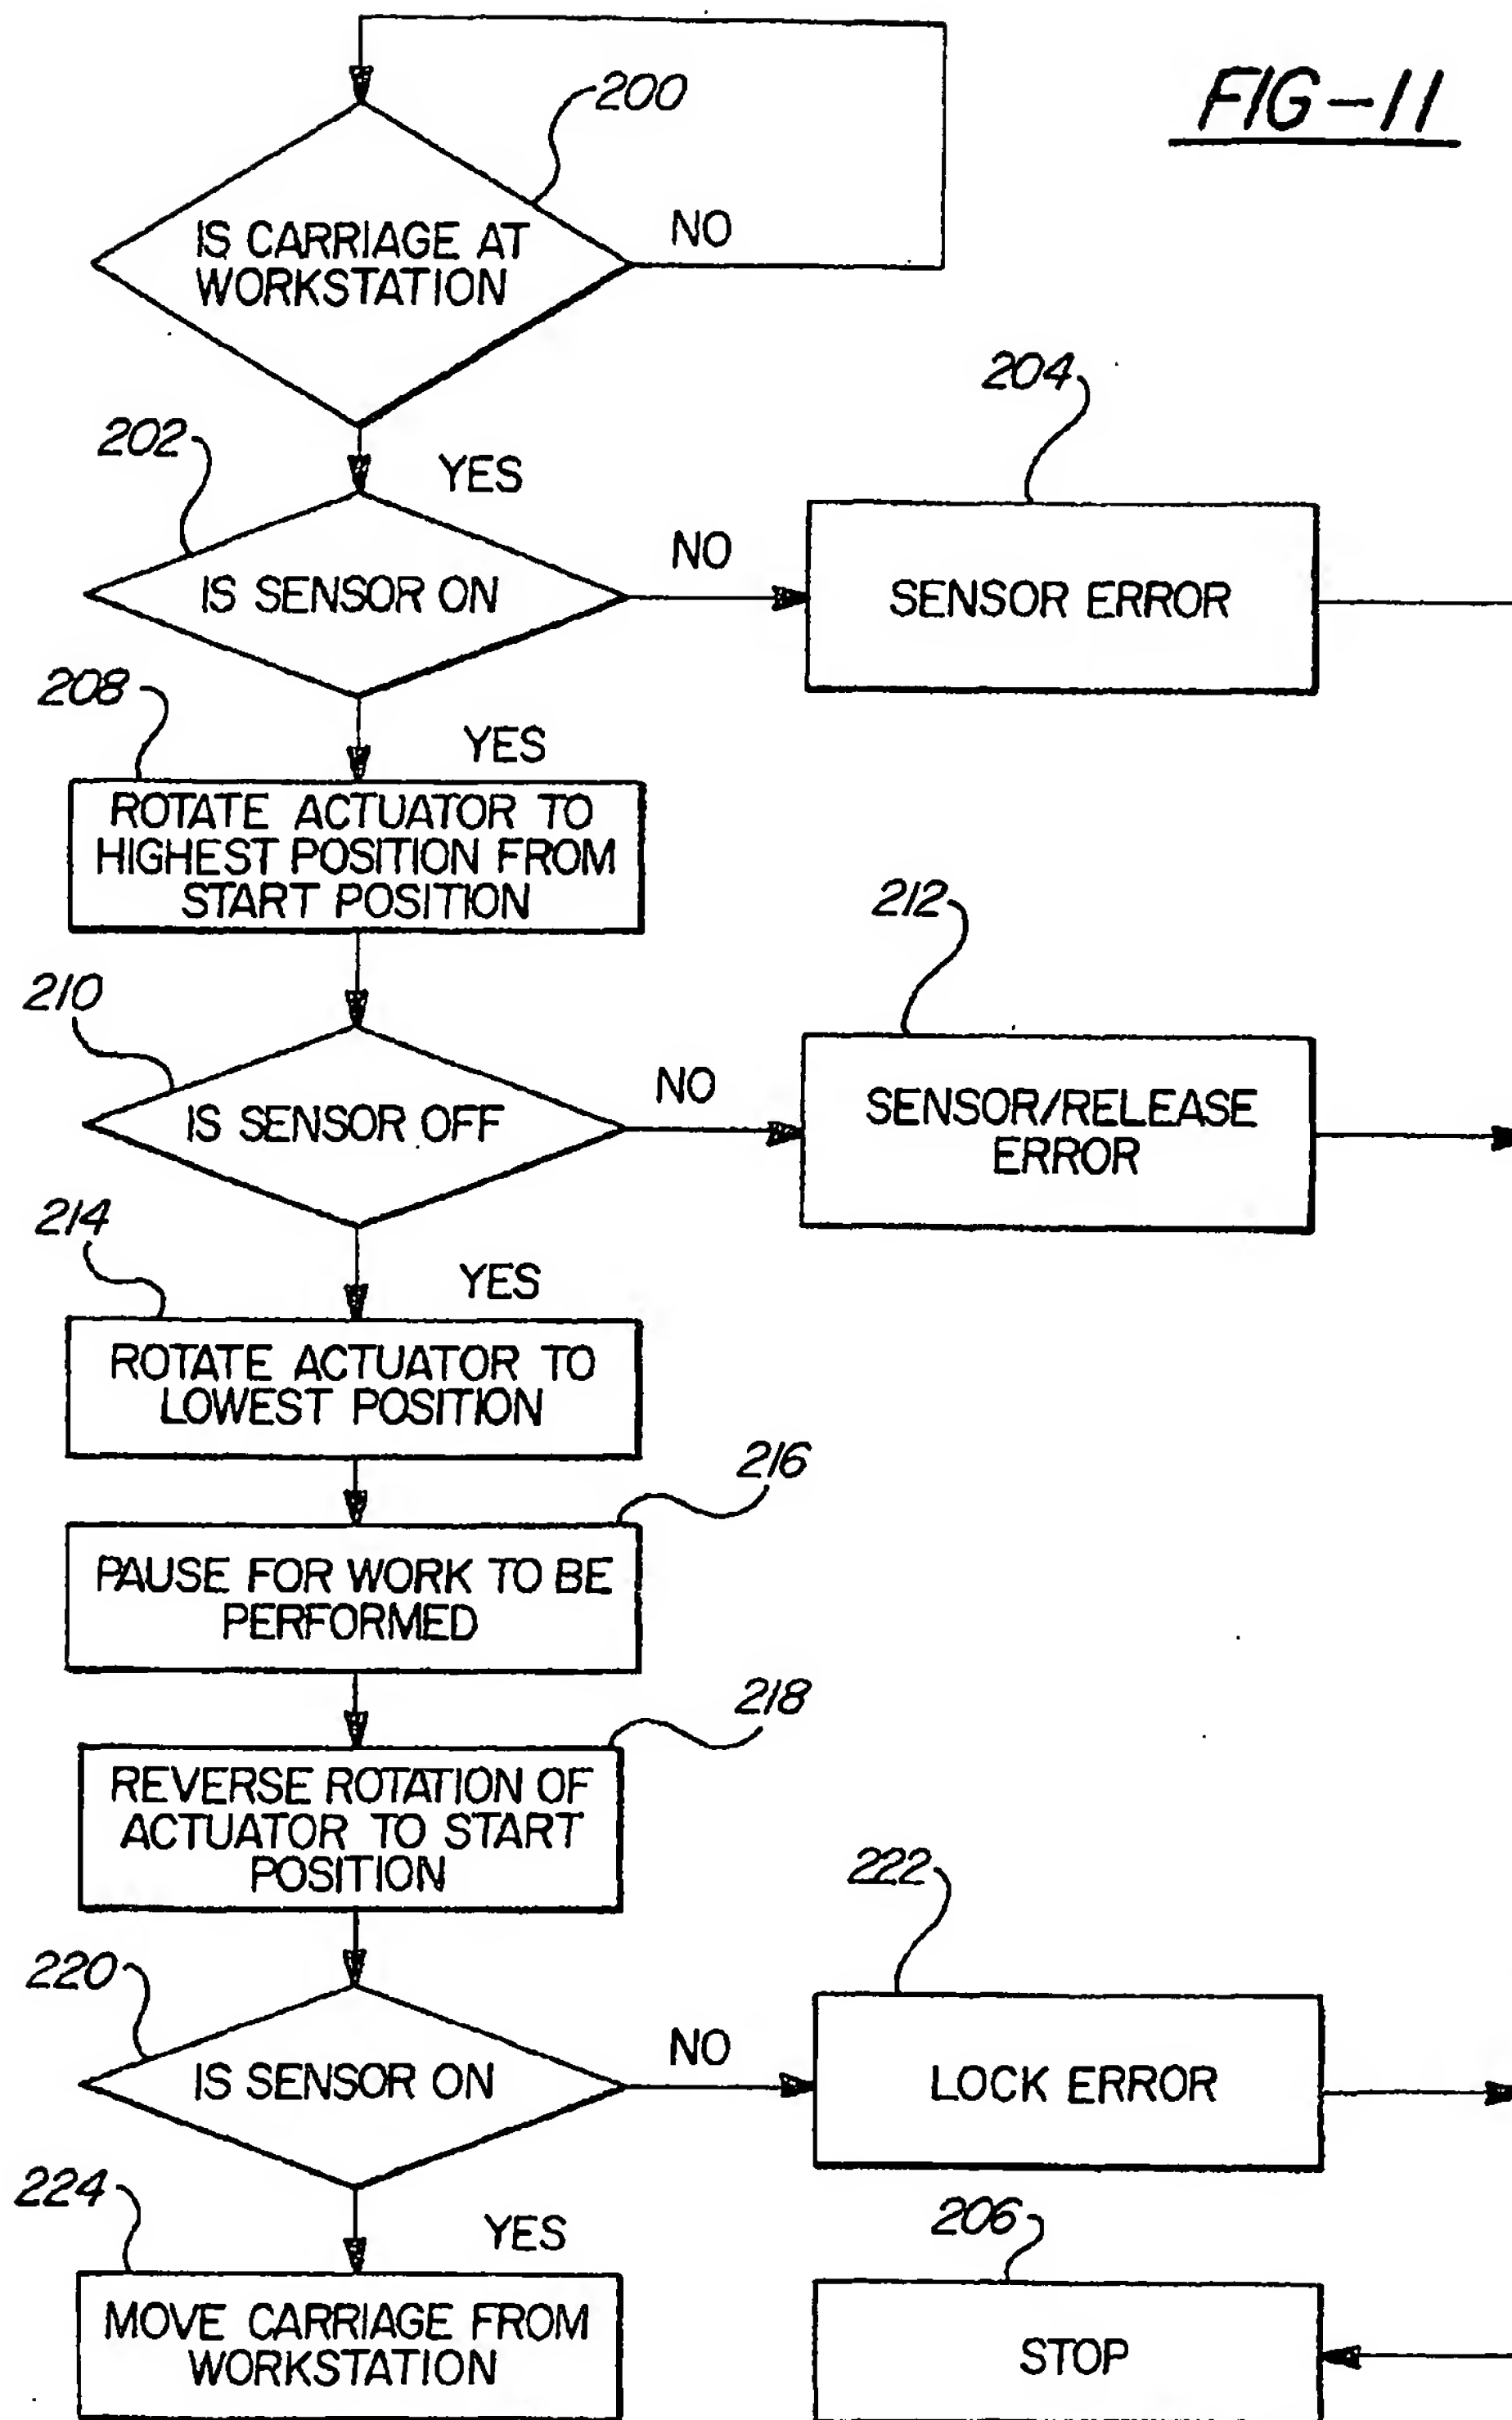 FIG-11
200
IS CARRIAGE AT
WORKSTATION
NO
YES
202
IS SENSOR ON
NO
204
SENSOR ERROR
YES
208
ROTATE ACTUATOR TO
HIGHEST POSITION FROM
START POSITION
210
IS SENSOR OFF
NO
212
SENSOR/RELEASE
ERROR
YES
214
ROTATE ACTUATOR TO
LOWEST POSITION
216
PAUSE FOR WORK TO BE
PERFORMED
218
REVERSE ROTATION OF
ACTUATOR TO START
POSITION
220
IS SENSOR ON
NO
222
LOCK ERROR
YES
224
MOVE CARRIAGE FROM
WORKSTATION
206
STOP